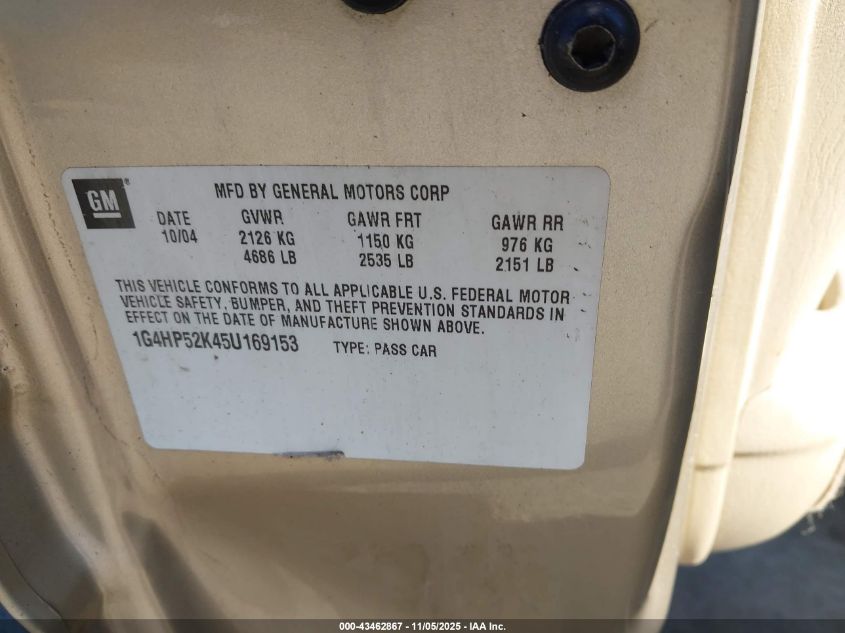 GM
MFD BY GENERAL MOTORS CORP
DATE GVWR GAWR FRT GAWR RR
10/04 2126 KG 1150 KG 976 KG
4686 LB 2535 LB 2151 LB
THIS VEHICLE CONFORMS TO ALL APPLICABLE U.S. FEDERAL MOTOR
VEHICLE SAFETY, BUMPER, AND THEFT PREVENTION STANDARDS IN
EFFECT ON THE DATE OF MANUFACTURE SHOWN ABOVE.
1G4HP52K45U169153 TYPE: PASS CAR
000-43462867 - 11/05/2025 - IAA Inc.